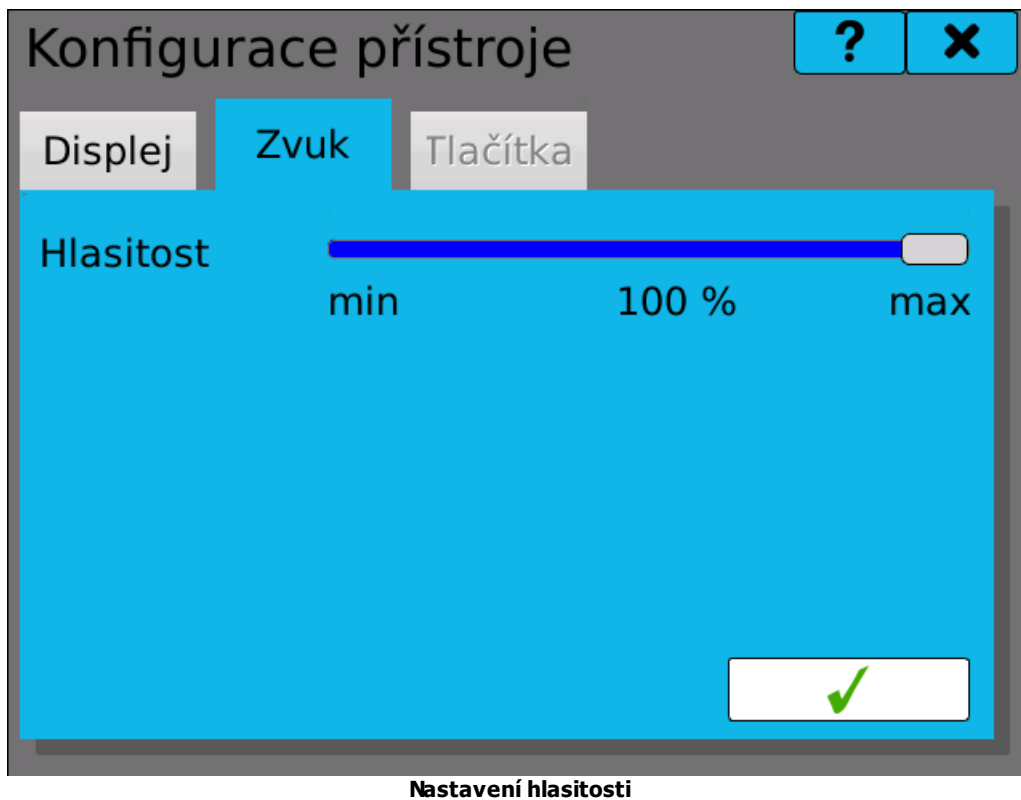 Konfigurace přístroje ?
Displej Zvuk Tlačítka
Hlasitost
min 100 % max
Nastavení hlasitosti